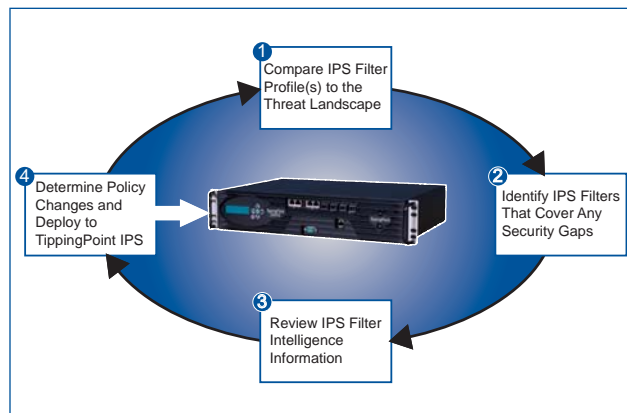 1
Compare IPS Filter
Profile(s) to the
Threat Landscape
2
Identify IPS Filters
That Cover Any
Security Gaps
3
Review IPS Filter
Intelligence
Information
4
Determine Policy
Changes and
Deploy to
TippingPoint IPS